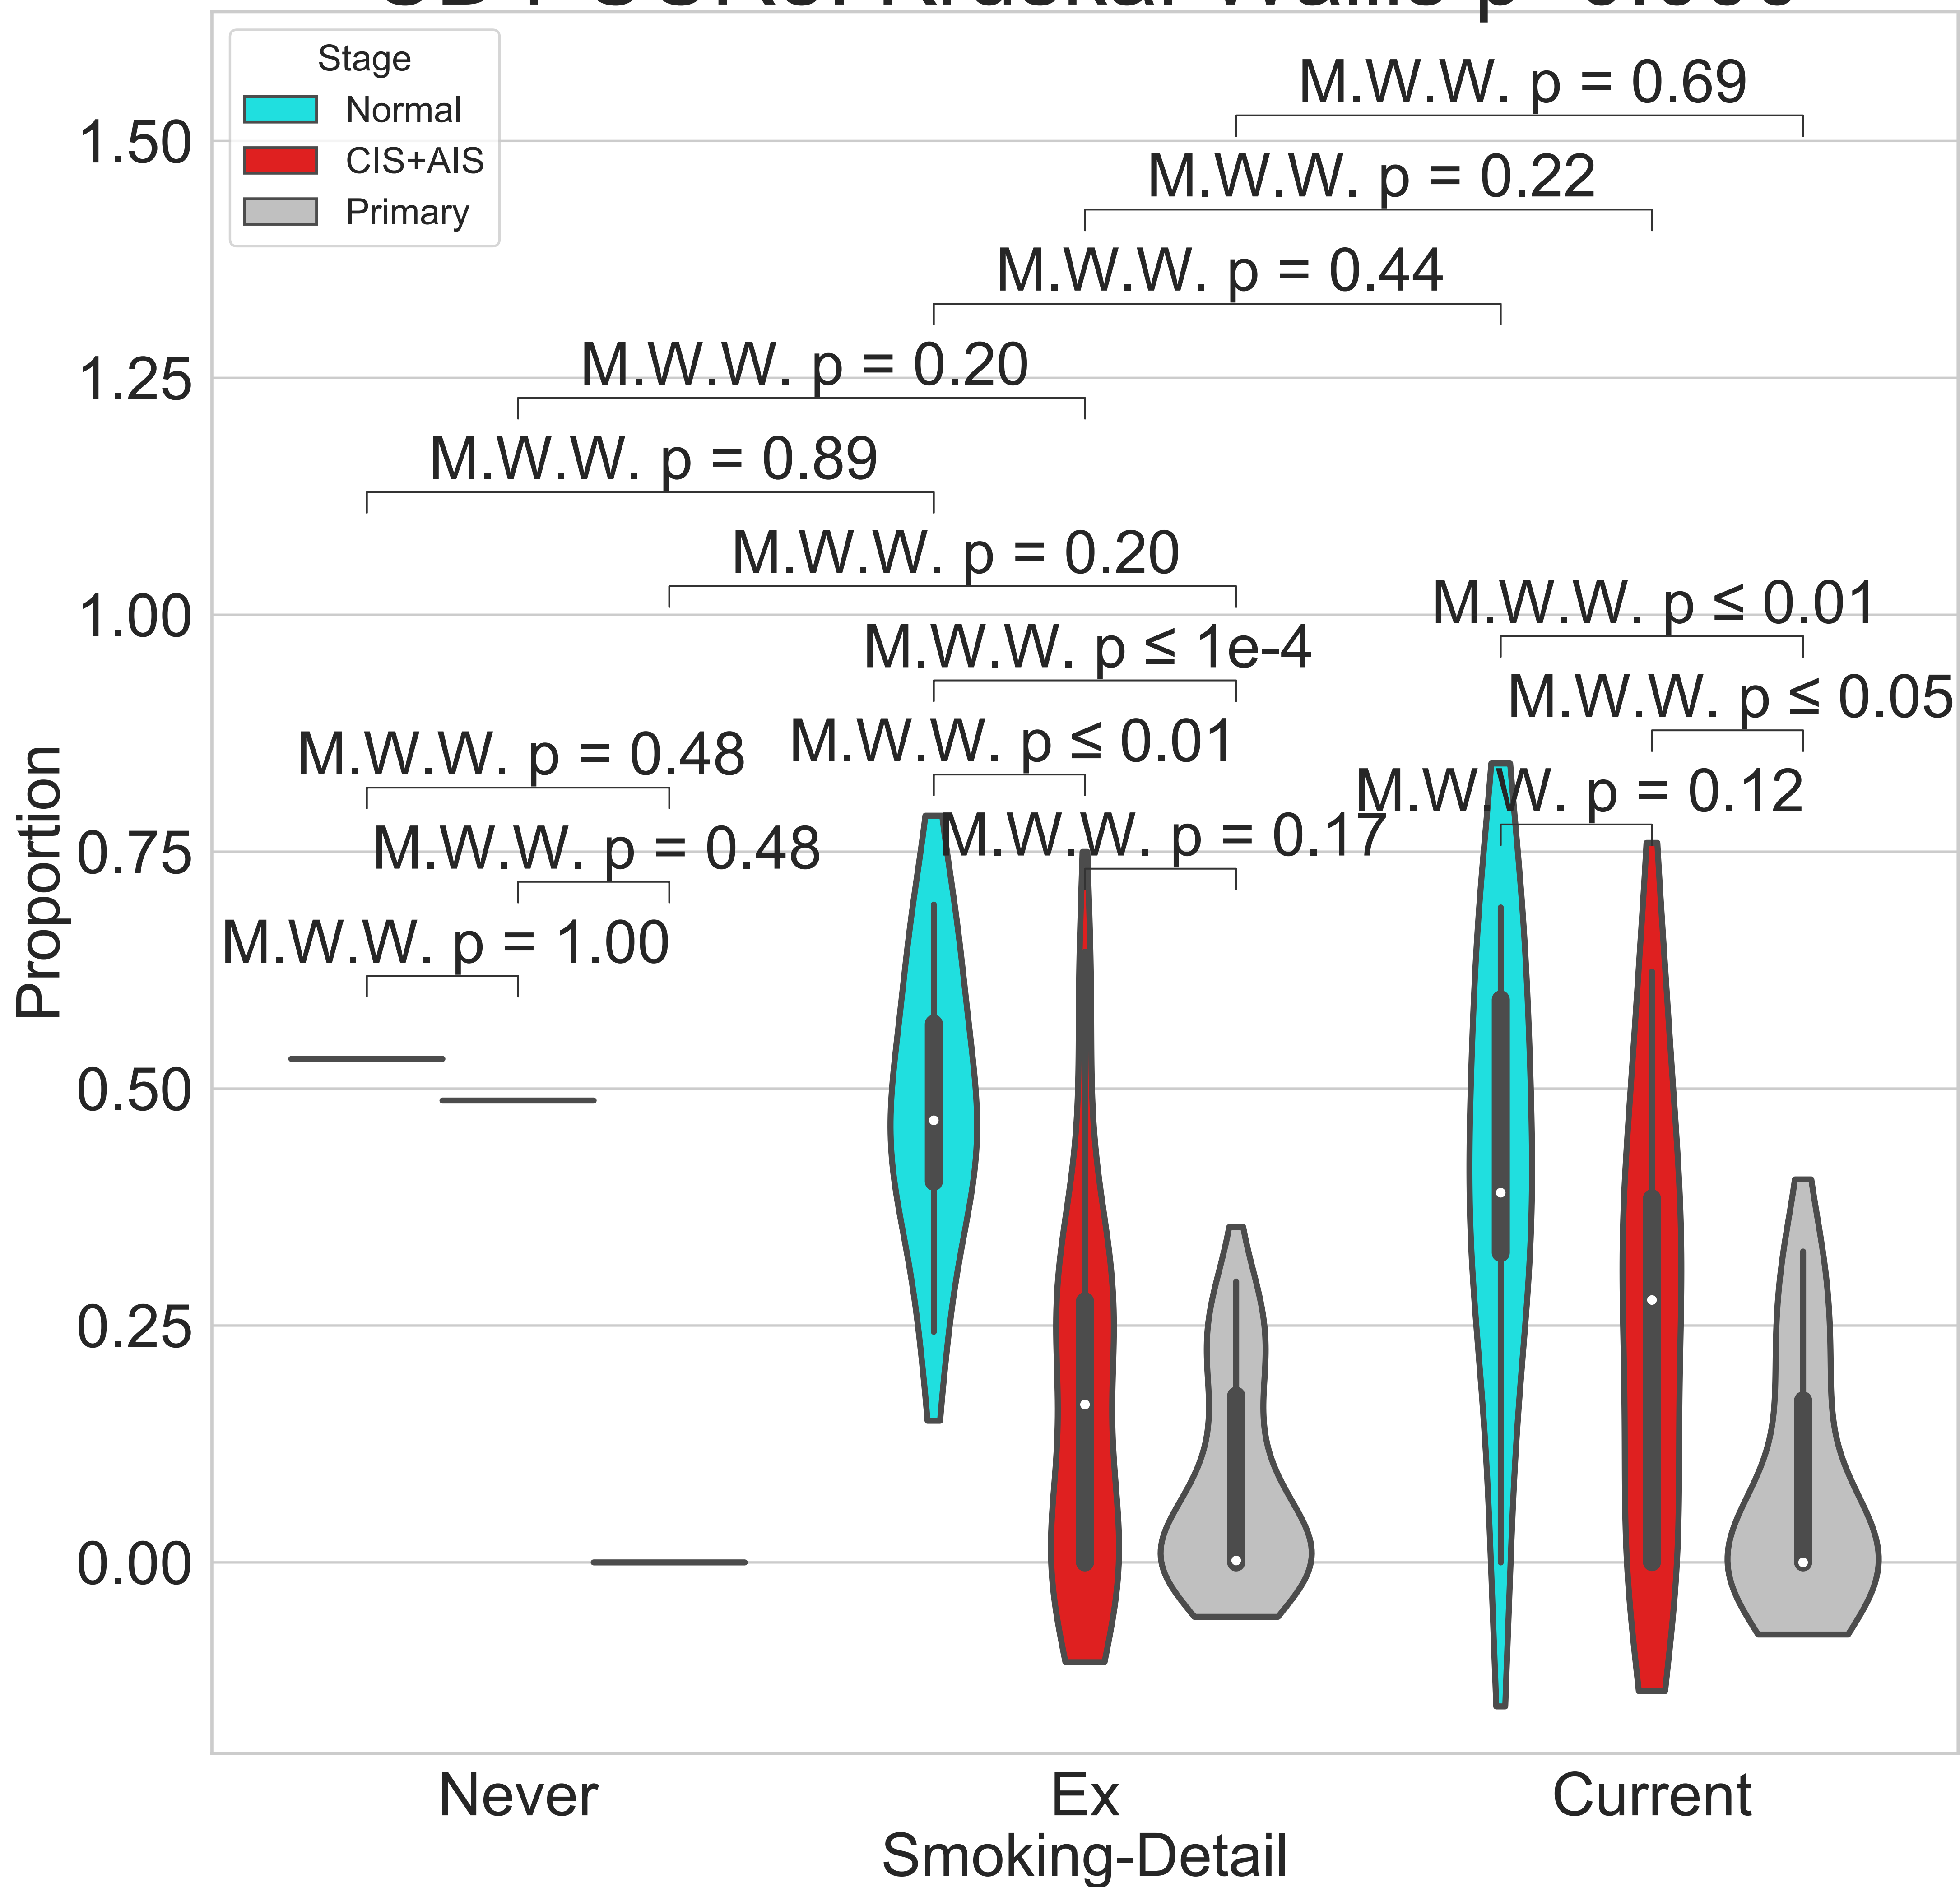 Stage
Normal
CIS+AIS
Primary
M.W.W. p = 0.69
M.W.W. p = 0.22
M.W.W. p = 0.44
M.W.W. p = 0.20
M.W.W. p = 0.89
M.W.W. p = 0.20
M.W.W. p ≤ 0.01
M.W.W. p ≤ 1e-4
M.W.W. p ≤ 0.05
M.W.W. p ≤ 0.01
M.W.W. p = 0.48
M.W.W. p = 0.12
M.W.W. p = 0.17
M.W.W. p = 0.48
M.W.W. p = 1.00
1.50
1.25
1.00
0.75
0.50
0.25
0.00
Proportion
Never
Ex
Current
Smoking-Detail